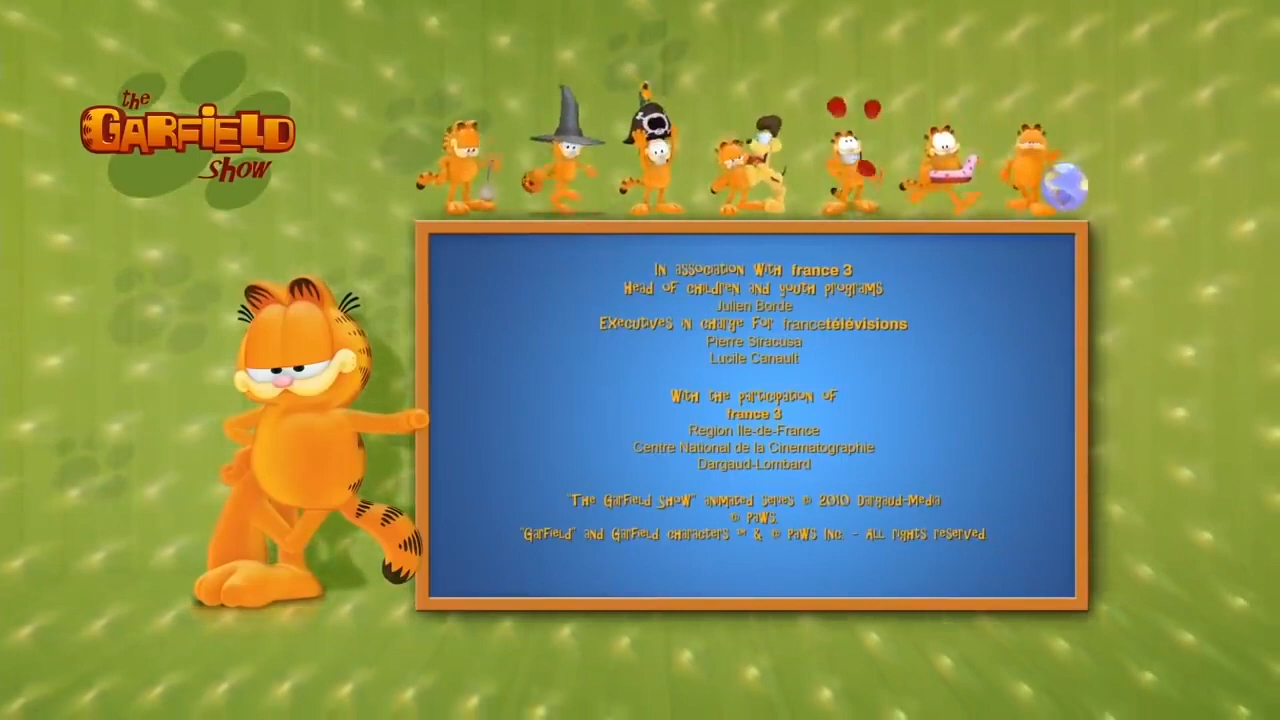 the
GARFiELD
Show
In association with france 3
Head of children and youth programs
Julien Borde
Executives in charge for francetélévisions
Pierre Siracusa
Lucile Canault
With the participation of
france 3
Region Ile-de-France
Centre National de la Cinematographie
Dargaud-Lombard
"The Garfield Show" animated series © 2010 Dargaud-Media
© PAWS.
"Garfield" and Garfield characters ™ & © PAWS Inc. - All rights reserved.